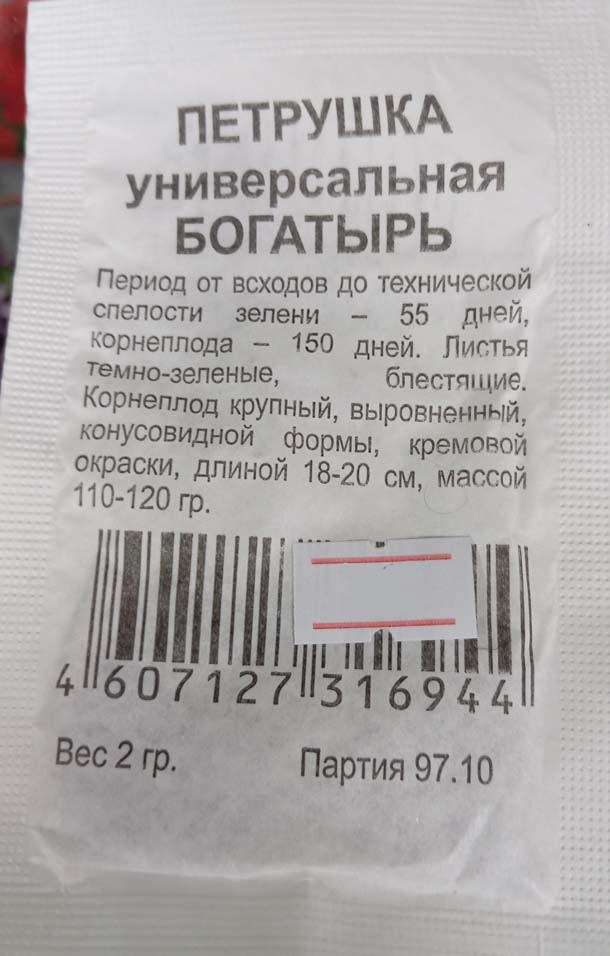 ПЕТРУШКА
универсальная
БОГАТЫРЬ
Период от всходов до технической
спелости зелени – 55 дней,
корнеплода – 150 дней. Листья
темно-зеленые, блестящие.
Корнеплод крупный, выровненный,
конусовидной формы, кремовой
окраски, длиной 18-20 см, массой
110-120 гр.
4 607127 316944
Вес 2 гр. Партия 97.10